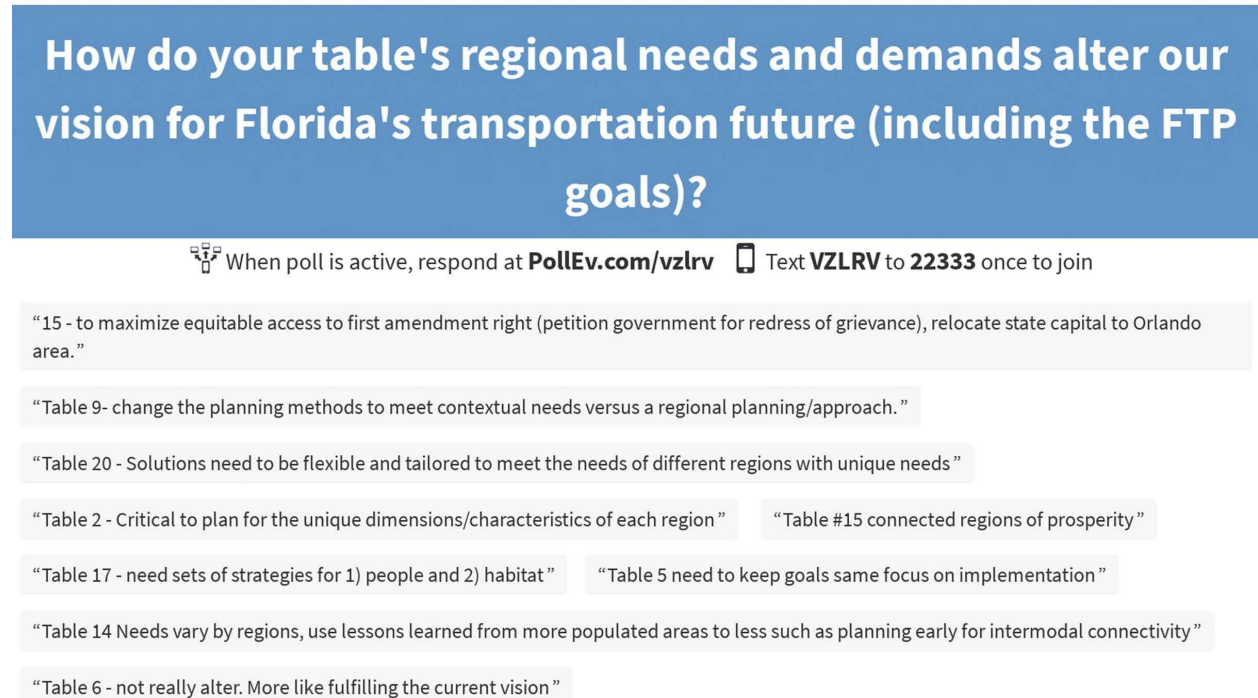 How do your table's regional needs and demands alter our
vision for Florida's transportation future (including the FTP
goals)?
When poll is active, respond at PollEv.com/vzlrv Text VZLRV to 22333 once to join
“15 - to maximize equitable access to first amendment right (petition government for redress of grievance), relocate state capital to Orlando
area.”
“Table 9- change the planning methods to meet contextual needs versus a regional planning/approach.”
“Table 20 - Solutions need to be flexible and tailored to meet the needs of different regions with unique needs”
“Table 2 - Critical to plan for the unique dimensions/characteristics of each region” “Table #15 connected regions of prosperity”
“Table 17 - need sets of strategies for 1) people and 2) habitat” “Table 5 need to keep goals same focus on implementation”
“Table 14 Needs vary by regions, use lessons learned from more populated areas to less such as planning early for intermodal connectivity”
“Table 6 - not really alter. More like fulfilling the current vision”